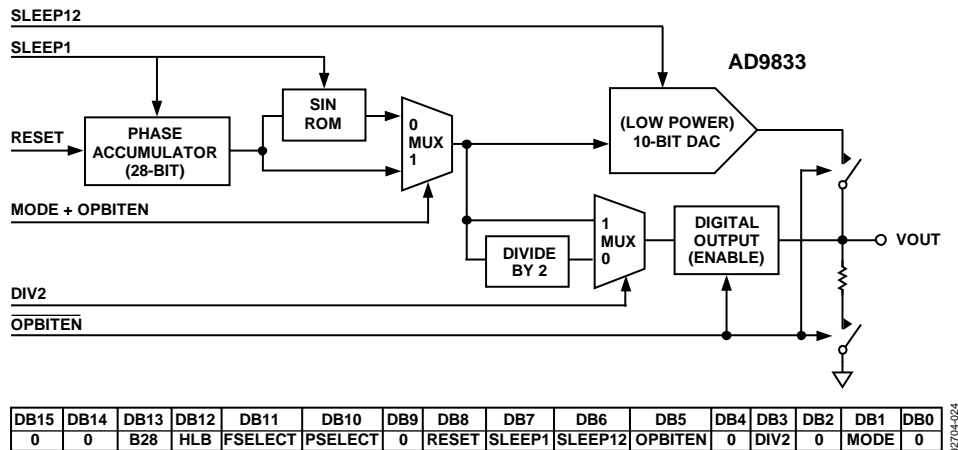 SLEEP12
SLEEP1
AD9833
RESET
PHASE
ACCUMULATOR
(28-BIT)
SIN
ROM
0
MUX
1
(LOW POWER)
10-BIT DAC
MODE + OPBITEN
1
MUX
0
DIVIDE
BY 2
DIGITAL
OUTPUT
(ENABLE)
VOUT
DIV2
OPBITEN
DB15 DB14 DB13 DB12 DB11 DB10 DB9 DB8 DB7 DB6 DB5 DB4 DB3 DB2 DB1 DB0
0 0 B28 HLB FSELECT PSELECT 0 RESET SLEEP1 SLEEP12 OPBITEN 0 DIV2 0 MODE 0
02704-024